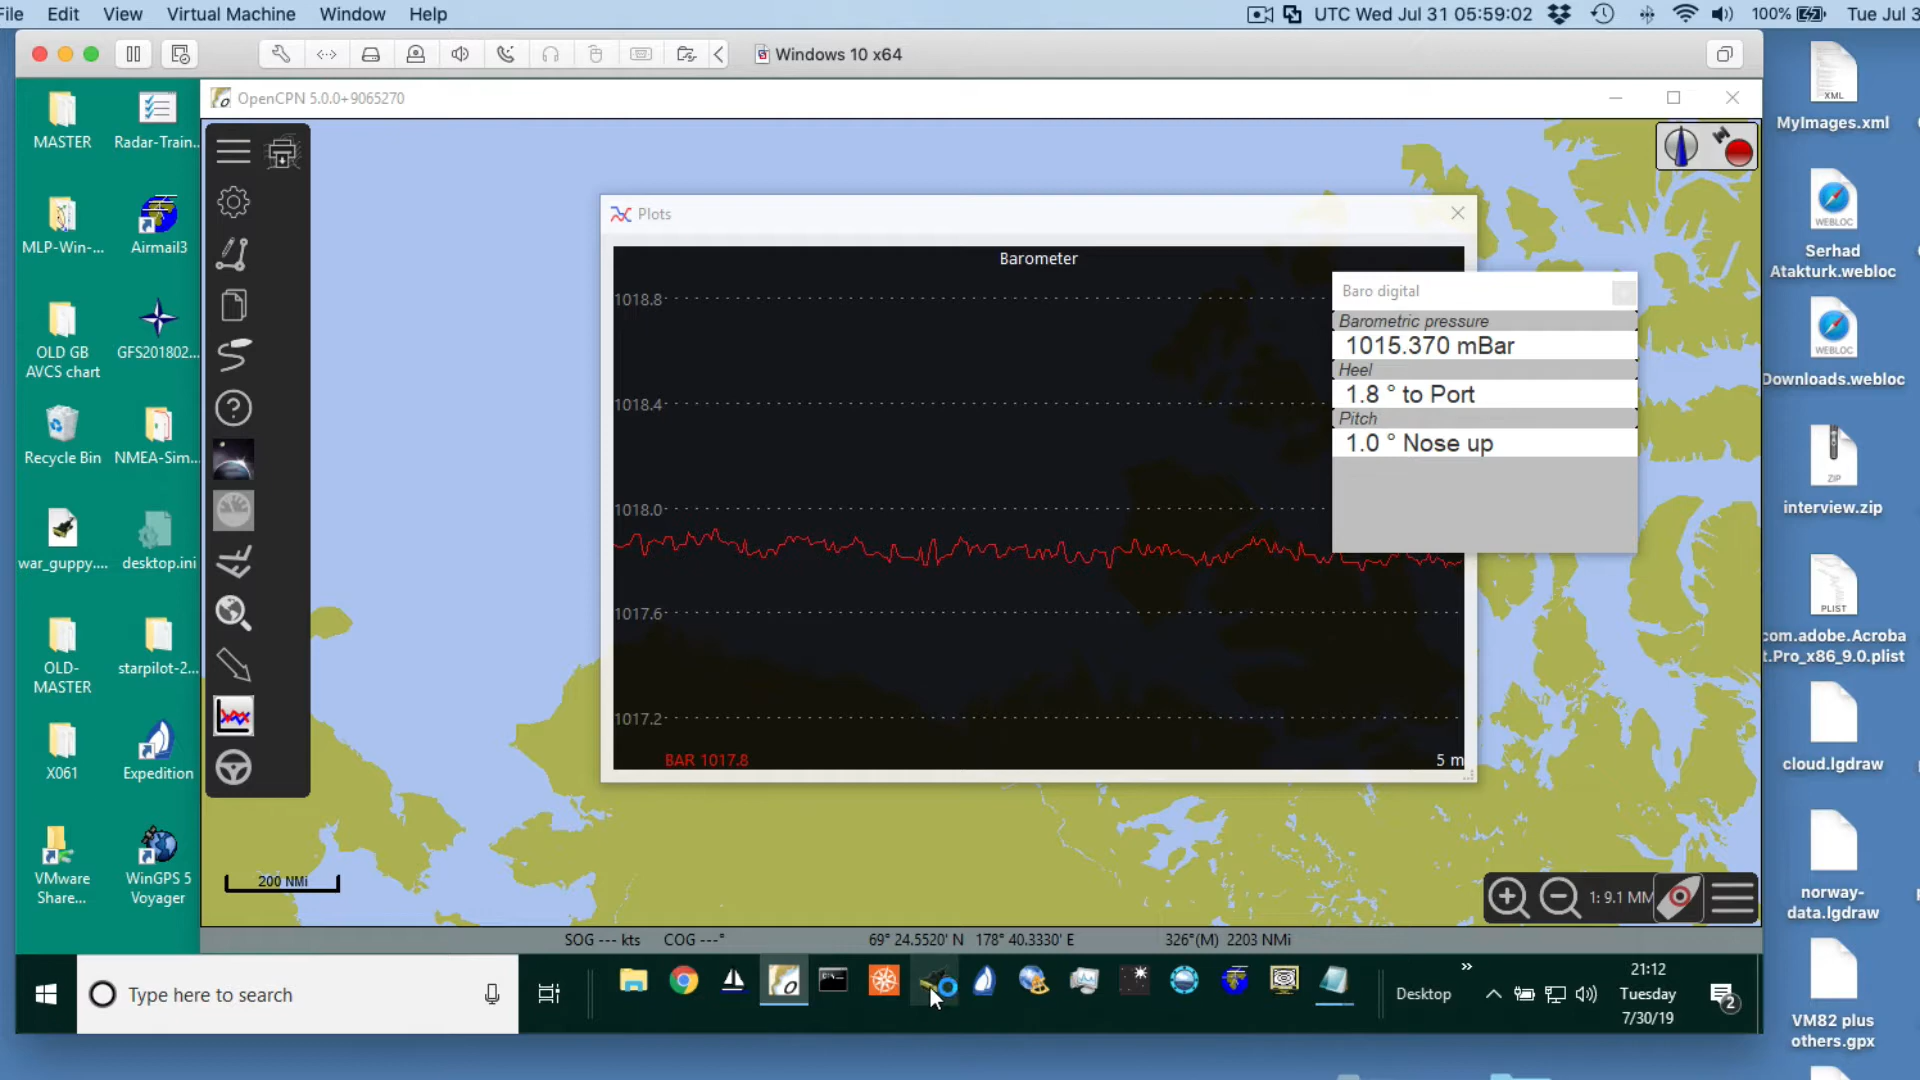 File Edit View Virtual Machine Window Help
UTC Wed Jul 31 05:59:02 100% Tue Jul 3
Windows 10 x64
OpenCPN 5.0.0+9065270
MASTER
Radar-Train...
MLP-Win-...
Airmail3
OLD GB
AVCS chart
GFS201802...
Recycle Bin
NMEA-Sim...
war_guppy....
desktop.ini
OLD-
MASTER
starpilot-2...
X061
Expedition
VMware
Share...
WinGPS 5
Voyager
Plots
Barometer
1018.8
1018.4
1018.0
1017.6
1017.2
BAR 1017.8
5 m
Baro digital
Barometric pressure
1015.370 mBar
Heel
1.8 ° to Port
Pitch
1.0 ° Nose up
200 NMi
1: 9.1 MM
SOG --- kts COG ---° 69° 24.5520' N 178° 40.3330' E 326°(M) 2203 NMi
Type here to search
Desktop
21:12
Tuesday
7/30/19
2
XML
MyImages.xml
WEBLOC
Serhad
Atakturk.webloc
WEBLOC
Downloads.webloc
ZIP
interview.zip
PLIST
com.adobe.Acroba
t.Pro_x86_9.0.plist
cloud.lgdraw
norway-
data.lgdraw
VM82 plus
others.gpx